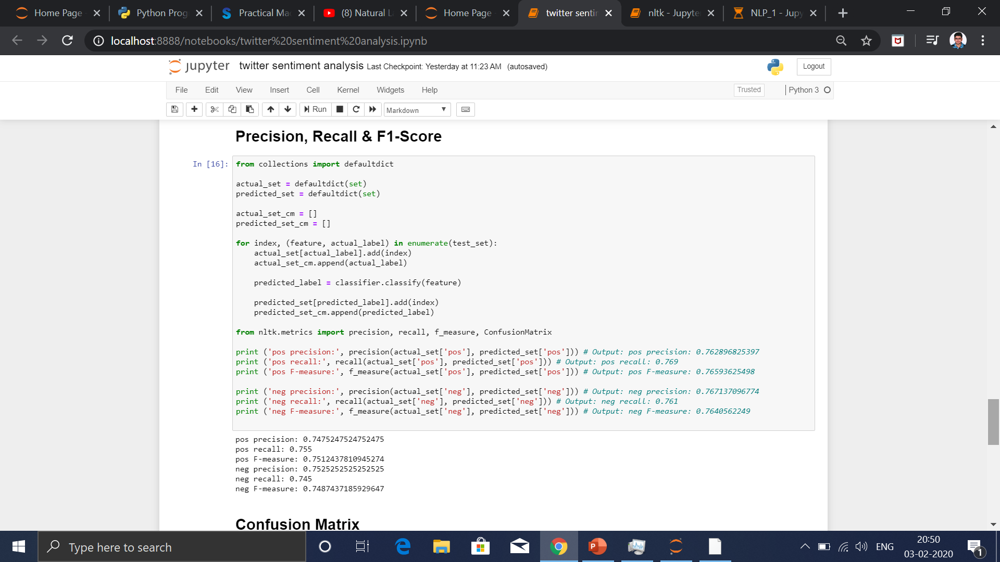 Home Page
Python Prog
Practical Ma
(8) Natural L
Home Page
twitter senti
nltk - Jupyte
NLP_1 - Jupy
localhost:8888/notebooks/twitter%20sentiment%20analysis.ipynb
jupyter twitter sentiment analysis Last Checkpoint: Yesterday at 11:23 AM (autosaved)
Logout
File Edit View Insert Cell Kernel Widgets Help
Trusted
Python 3
Run
Markdown
Precision, Recall & F1-Score
In [16]:
from collections import defaultdict
actual_set = defaultdict(set)
predicted_set = defaultdict(set)
actual_set_cm = []
predicted_set_cm = []
for index, (feature, actual_label) in enumerate(test_set):
    actual_set[actual_label].add(index)
    actual_set_cm.append(actual_label)
    predicted_label = classifier.classify(feature)
    predicted_set[predicted_label].add(index)
    predicted_set_cm.append(predicted_label)
from nltk.metrics import precision, recall, f_measure, ConfusionMatrix
print ('pos precision:', precision(actual_set['pos'], predicted_set['pos'])) # Output: pos precision: 0.762896825397
print ('pos recall:', recall(actual_set['pos'], predicted_set['pos'])) # Output: pos recall: 0.769
print ('pos F-measure:', f_measure(actual_set['pos'], predicted_set['pos'])) # Output: pos F-measure: 0.76593625498
print ('neg precision:', precision(actual_set['neg'], predicted_set['neg'])) # Output: neg precision: 0.767137096774
print ('neg recall:', recall(actual_set['neg'], predicted_set['neg'])) # Output: neg recall: 0.761
print ('neg F-measure:', f_measure(actual_set['neg'], predicted_set['neg'])) # Output: neg F-measure: 0.7640562249
pos precision: 0.7475247524752475
pos recall: 0.755
pos F-measure: 0.7512437810945274
neg precision: 0.7525252525252525
neg recall: 0.745
neg F-measure: 0.7487437185929647
Confusion Matrix
Type here to search
ENG
20:50
03-02-2020
1